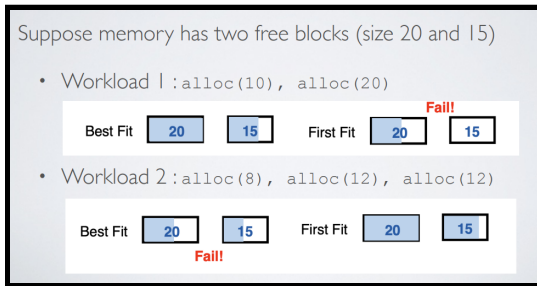 Suppose memory has two free blocks (size 20 and 15)
• Workload 1: alloc(10), alloc(20)
Fail!
Best Fit 20 15 First Fit 20 15
• Workload 2: alloc(8), alloc(12), alloc(12)
Best Fit 20 15 First Fit 20 15
Fail!